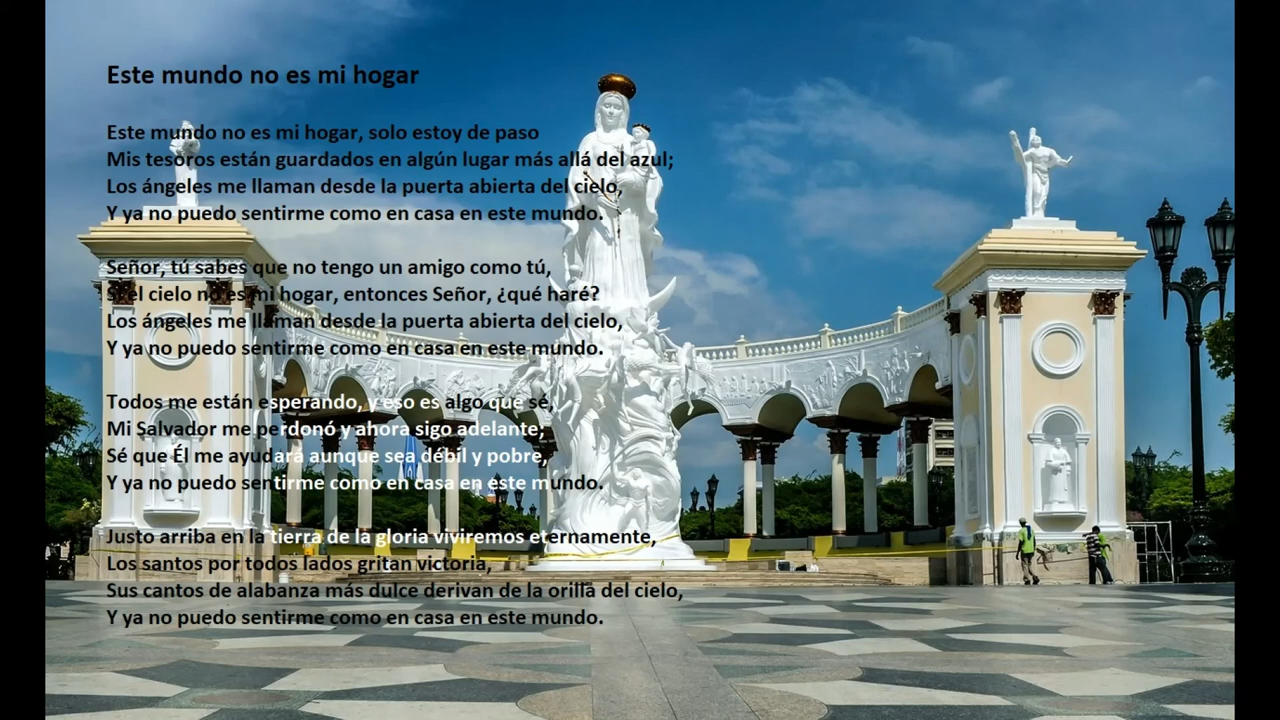 Este mundo no es mi hogar
Este mundo no es mi hogar, solo estoy de paso
Mis tesoros están guardados en algún lugar más allá del azul;
Los ángeles me llaman desde la puerta abierta del cielo,
Y ya no puedo sentirme como en casa en este mundo.
Señor, tú sabes que no tengo un amigo como tú,
Si el cielo no es mi hogar, entonces Señor, ¿qué haré?
Los ángeles me llaman desde la puerta abierta del cielo,
Y ya no puedo sentirme como en casa en este mundo.
Todos me están esperando, y eso es algo que sé,
Mi Salvador me perdonó y ahora sigo adelante;
Sé que Él me ayudará aunque sea débil y pobre,
Y ya no puedo sentirme como en casa en este mundo.
Justo arriba en la tierra de la gloria viviremos eternamente,
Los santos por todos lados gritan victoria,
Sus cantos de alabanza más dulce derivan de la orilla del cielo,
Y ya no puedo sentirme como en casa en este mundo.